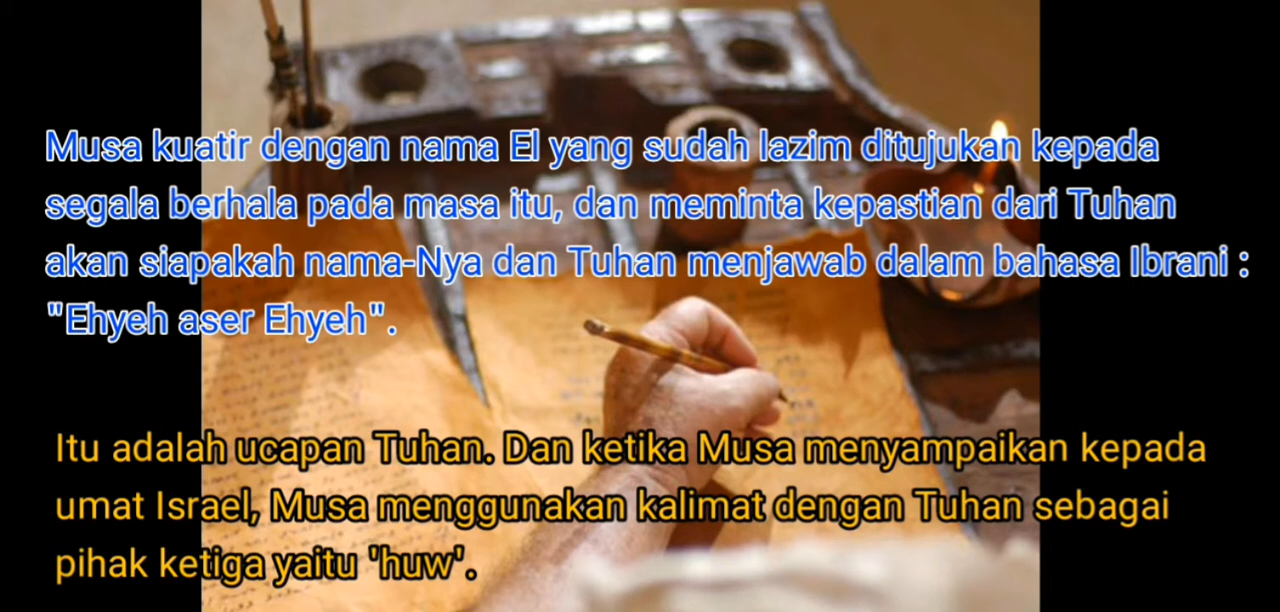 Musa kuatir dengan nama El yang sudah lazim ditujukan kepada
segala berhala pada masa itu, dan meminta kepastian dari Tuhan
akan siapakah nama-Nya dan Tuhan menjawab dalam bahasa Ibrani :
"Ehyeh aser Ehyeh".
Itu adalah ucapan Tuhan. Dan ketika Musa menyampaikan kepada
umat Israel, Musa menggunakan kalimat dengan Tuhan sebagai
pihak ketiga yaitu 'huw'.